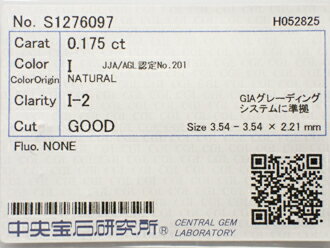 No. S1276097 H052825
Carat 0.175 ct
Color I JJA/AGL認定No.201
ColorOrigin NATURAL
Clarity I-2 GIAグレーディング
システムに準拠
Cut GOOD Size 3.54 - 3.54 × 2.21 mm
Fluo. NONE
中央宝石研究所® CENTRAL GEM
LABORATORY